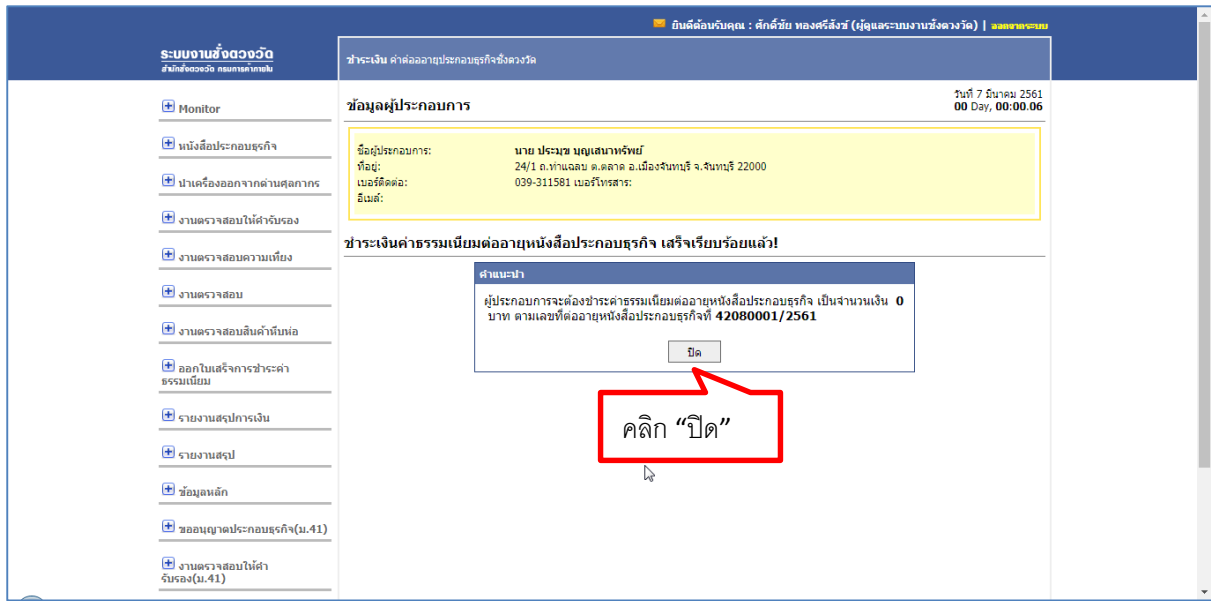 ยินดีต้อนรับคุณ : ศักดิ์ชัย ทองศรีสังข์ (ผู้ดูแลระบบงานชั่งตวงวัด) | ออกจากระบบ
ระบบงานชั่งตวงวัด
สำนักชั่งตวงวัด กรมการค้าภายใน
ชำระเงิน ค่าต่ออายุประกอบธุรกิจชั่งตวงวัด
วันที่ 7 มีนาคม 2561
00 Day, 00:00.06
ข้อมูลผู้ประกอบการ
ชื่อผู้ประกอบการ: นาย ประมุข บุญเสนาทรัพย์
ที่อยู่: 24/1 ถ.ท่าแฉลบ ต.ตลาด อ.เมืองจันทบุรี จ.จันทบุรี 22000
เบอร์ติดต่อ: 039-311581 เบอร์โทรสาร:
อีเมล์:
ชำระเงินค่าธรรมเนียมต่ออายุหนังสือประกอบธุรกิจ เสร็จเรียบร้อยแล้ว!
คำแนะนำ
ผู้ประกอบการจะต้องชำระค่าธรรมเนียมต่ออายุหนังสือประกอบธุรกิจ เป็นจำนวนเงิน 0
บาท ตามเลขที่ต่ออายุหนังสือประกอบธุรกิจที่ 42080001/2561
ปิด
คลิก “ปิด”
Monitor
หนังสือประกอบธุรกิจ
นำเครื่องออกจากด่านศุลกากร
งานตรวจสอบให้คำรับรอง
งานตรวจสอบความเที่ยง
งานตรวจสอบ
งานตรวจสอบสินค้าหีบห่อ
ออกใบเสร็จการชำระค่า
ธรรมเนียม
รายงานสรุปการเงิน
รายงานสรุป
ข้อมูลหลัก
ขออนุญาตประกอบธุรกิจ(ม.41)
งานตรวจสอบให้คำ
รับรอง(ม.41)